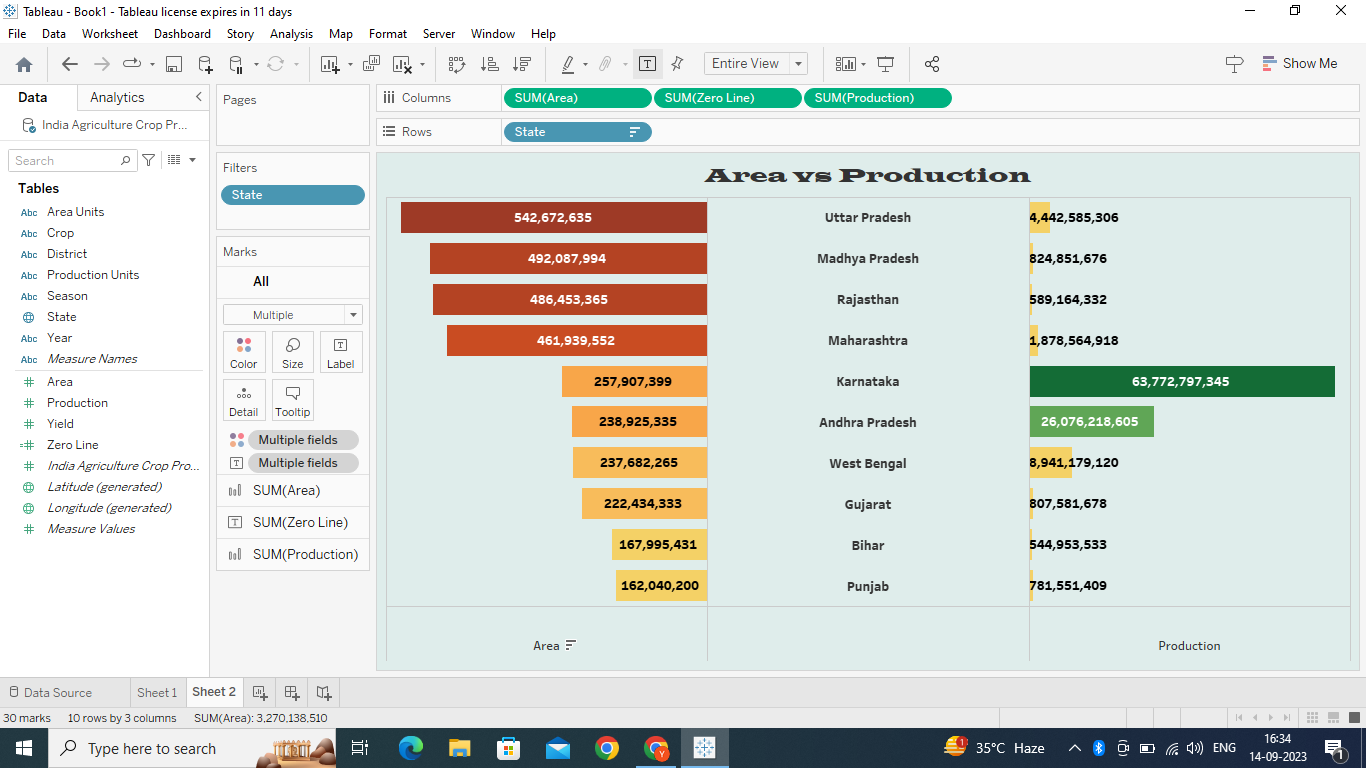 Tableau - Book1 - Tableau license expires in 11 days
File Data Worksheet Dashboard Story Analysis Map Format Server Window Help
Entire View Show Me
Data Analytics
India Agriculture Crop Pr...
Search
Tables
Abc Area Units
Abc Crop
Abc District
Abc Production Units
Abc Season
State
Abc Year
Abc Measure Names
Area
Production
Yield
Zero Line
India Agriculture Crop Pro...
Latitude (generated)
Longitude (generated)
Measure Values
Pages
Filters
State
Marks
All
Multiple
Color Size Label
Detail Tooltip
Multiple fields
Multiple fields
SUM(Area)
SUM(Zero Line)
SUM(Production)
Columns SUM(Area) SUM(Zero Line) SUM(Production)
Rows State
Area vs Production
542,672,635 Uttar Pradesh 4,442,585,306
492,087,994 Madhya Pradesh 824,851,676
486,453,365 Rajasthan 589,164,332
461,939,552 Maharashtra 1,878,564,918
257,907,399 Karnataka 63,772,797,345
238,925,335 Andhra Pradesh 26,076,218,605
237,682,265 West Bengal 8,941,179,120
222,434,333 Gujarat 807,581,678
167,995,431 Bihar 544,953,533
162,040,200 Punjab 781,551,409
Area Production
Data Source Sheet 1 Sheet 2
30 marks 10 rows by 3 columns SUM(Area): 3,270,138,510
Type here to search
1 Y 35°C Haze ENG 16:34
14-09-2023 1